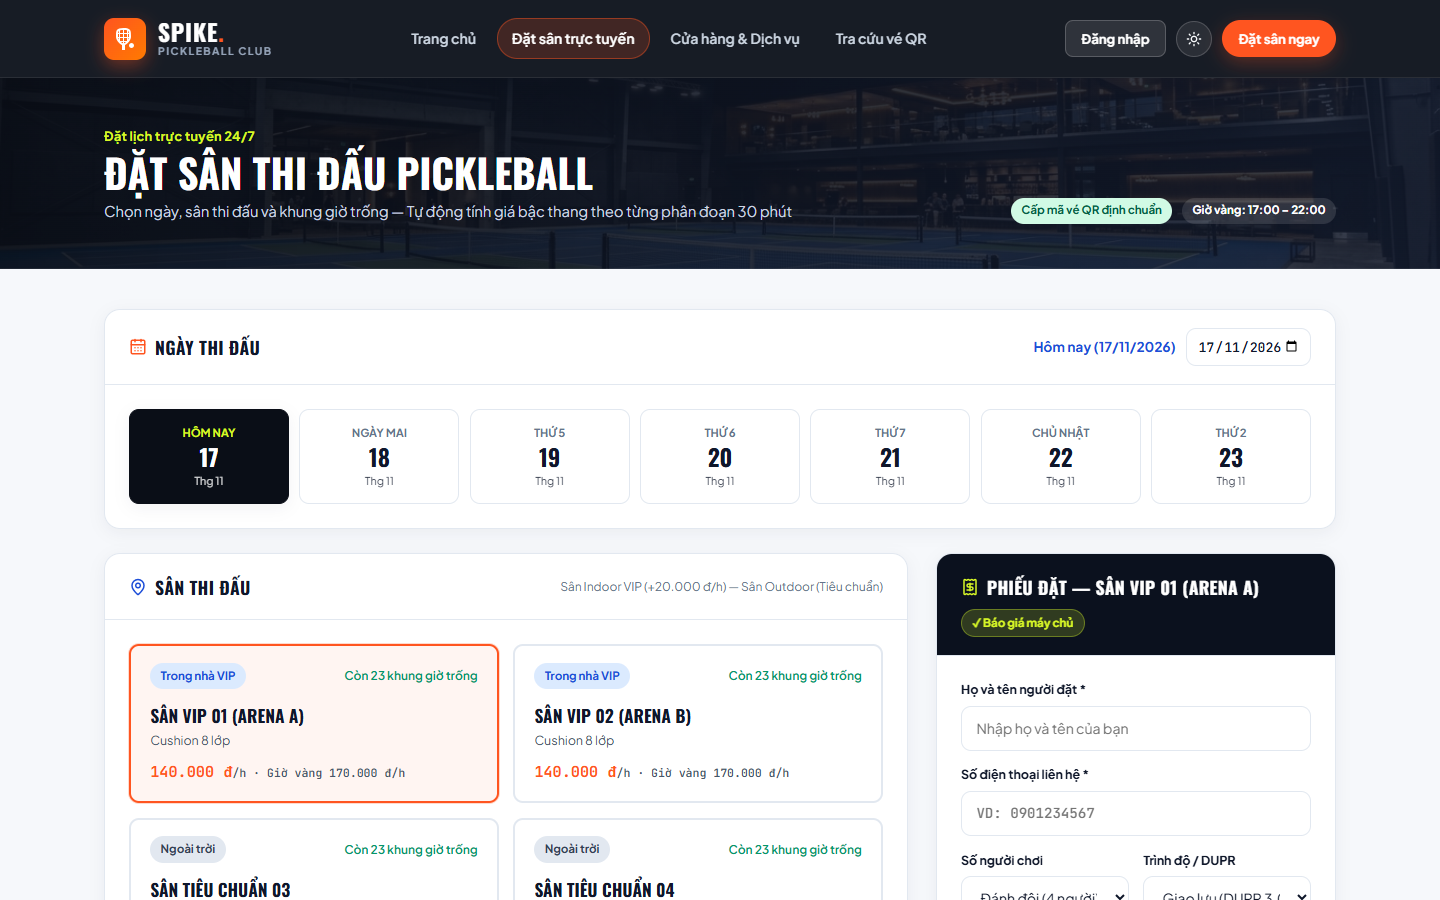 SPIKE.
PICKLEBALL CLUB
Trang chủ
Đặt sân trực tuyến
Cửa hàng & Dịch vụ
Tra cứu vé QR
Đăng nhập
Đặt sân ngay
Đặt lịch trực tuyến 24/7
ĐẶT SÂN THI ĐẤU PICKLEBALL
Chọn ngày, sân thi đấu và khung giờ trống — Tự động tính giá bậc thang theo từng phân đoạn 30 phút
Cấp mã vé QR định chuẩn
Giờ vàng: 17:00 – 22:00
NGÀY THI ĐẤU
Hôm nay (17/11/2026)
17/11/2026
HÔM NAY
17
Thg 11
NGÀY MAI
18
Thg 11
THỨ 5
19
Thg 11
THỨ 6
20
Thg 11
THỨ 7
21
Thg 11
CHỦ NHẬT
22
Thg 11
THỨ 2
23
Thg 11
SÂN THI ĐẤU
Sân Indoor VIP (+20.000 đ/h) — Sân Outdoor (Tiêu chuẩn)
Trong nhà VIP
Còn 23 khung giờ trống
SÂN VIP 01 (ARENA A)
Cushion 8 lớp
140.000 đ/h · Giờ vàng 170.000 đ/h
Trong nhà VIP
Còn 23 khung giờ trống
SÂN VIP 02 (ARENA B)
Cushion 8 lớp
140.000 đ/h · Giờ vàng 170.000 đ/h
Ngoài trời
Còn 23 khung giờ trống
SÂN TIÊU CHUẨN 03
Ngoài trời
Còn 23 khung giờ trống
SÂN TIÊU CHUẨN 04
PHIẾU ĐẶT — SÂN VIP 01 (ARENA A)
✓ Báo giá máy chủ
Họ và tên người đặt *
Nhập họ và tên của bạn
Số điện thoại liên hệ *
VD: 0901234567
Số người chơi
Đánh đôi (4 người)
Trình độ / DUPR
Giao lưu (DUPR 3.